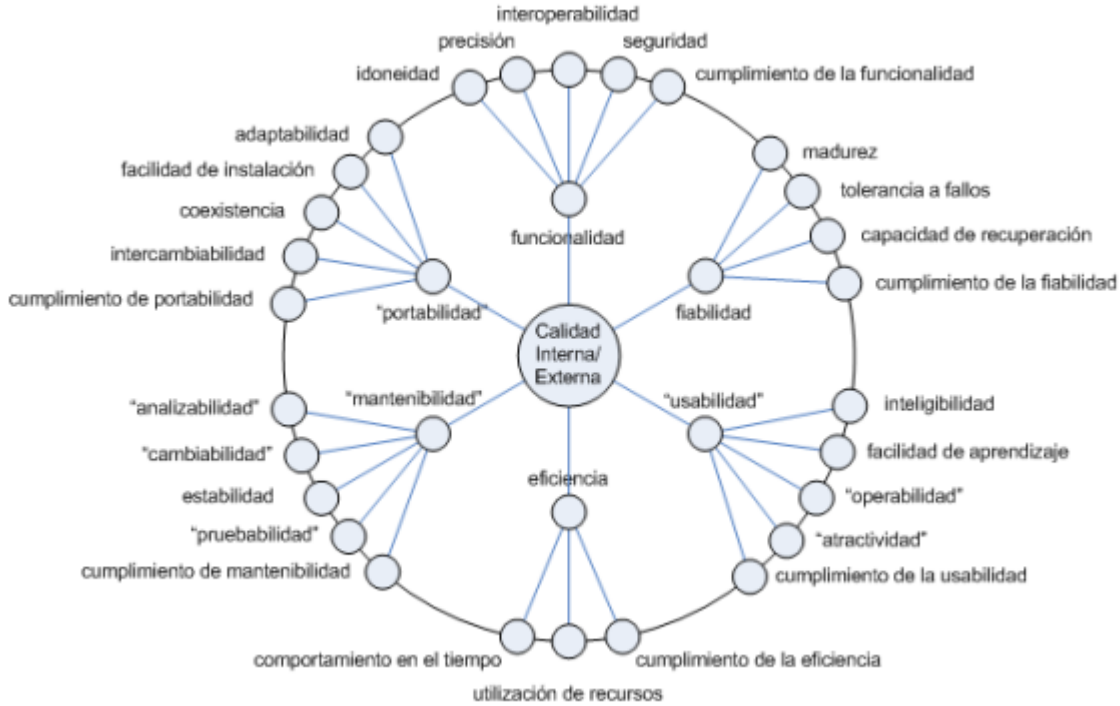 interoperabilidad
precisión
seguridad
idoneidad
cumplimiento de la funcionalidad
adaptabilidad
madurez
facilidad de instalación
tolerancia a fallos
coexistencia
capacidad de recuperación
funcionalidad
intercambiabilidad
cumplimiento de la fiabilidad
cumplimiento de portabilidad
"portabilidad"
fiabilidad
Calidad
Interna/
Externa
"mantenibilidad"
"usabilidad"
"analizabilidad"
inteligibilidad
"cambiabilidad"
facilidad de aprendizaje
eficiencia
estabilidad
"operabilidad"
"pruebabilidad"
"atractividad"
cumplimiento de mantenibilidad
cumplimiento de la usabilidad
comportamiento en el tiempo
cumplimiento de la eficiencia
utilización de recursos